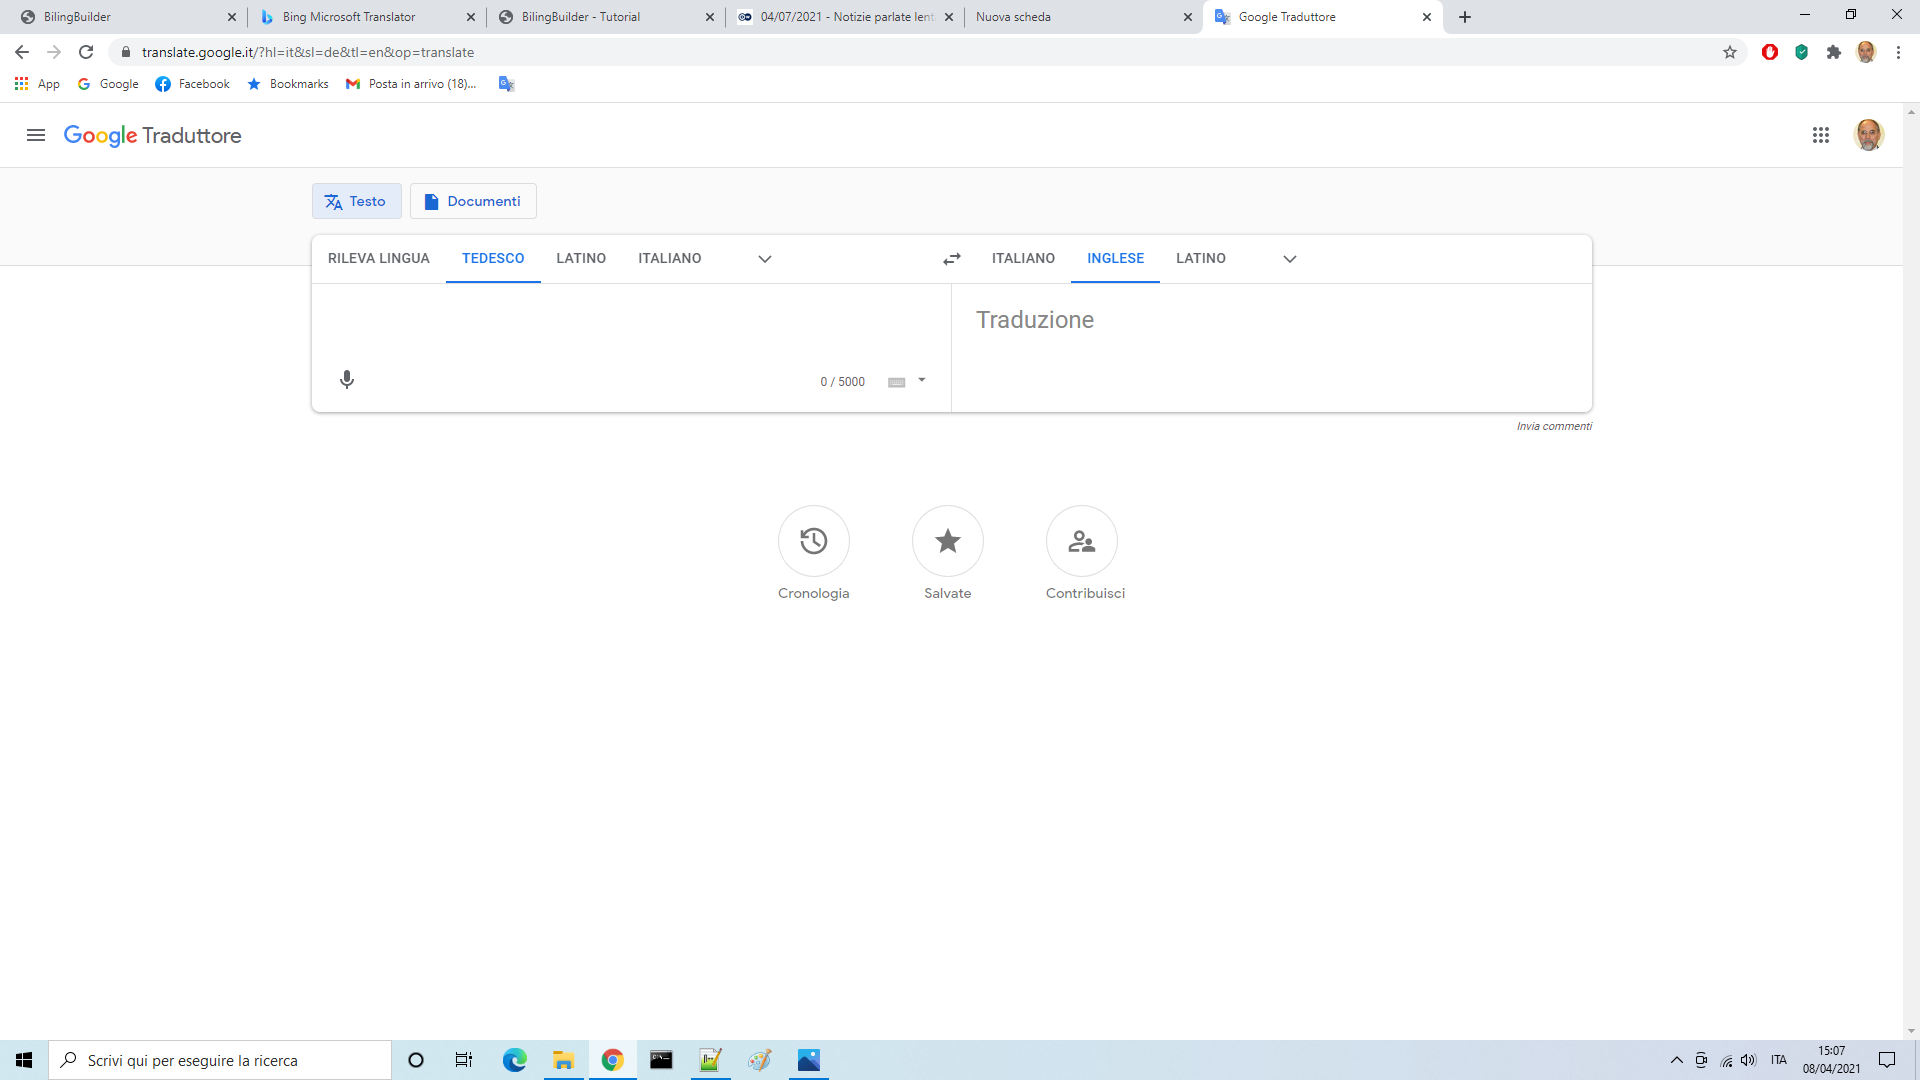 BilingBuilder
Bing Microsoft Translator
BilingBuilder - Tutorial
04/07/2021 - Notizie parlate lent
Nuova scheda
Google Traduttore
translate.google.it/?hl=it&sl=de&tl=en&op=translate
App
Google
Facebook
Bookmarks
Posta in arrivo (18)...
Google Traduttore
Testo
Documenti
RILEVA LINGUA
TEDESCO
LATINO
ITALIANO
ITALIANO
INGLESE
LATINO
Traduzione
0 / 5000
Invia commenti
Cronologia
Salvate
Contribuisci
Scrivi qui per eseguire la ricerca
ITA
15:07
08/04/2021